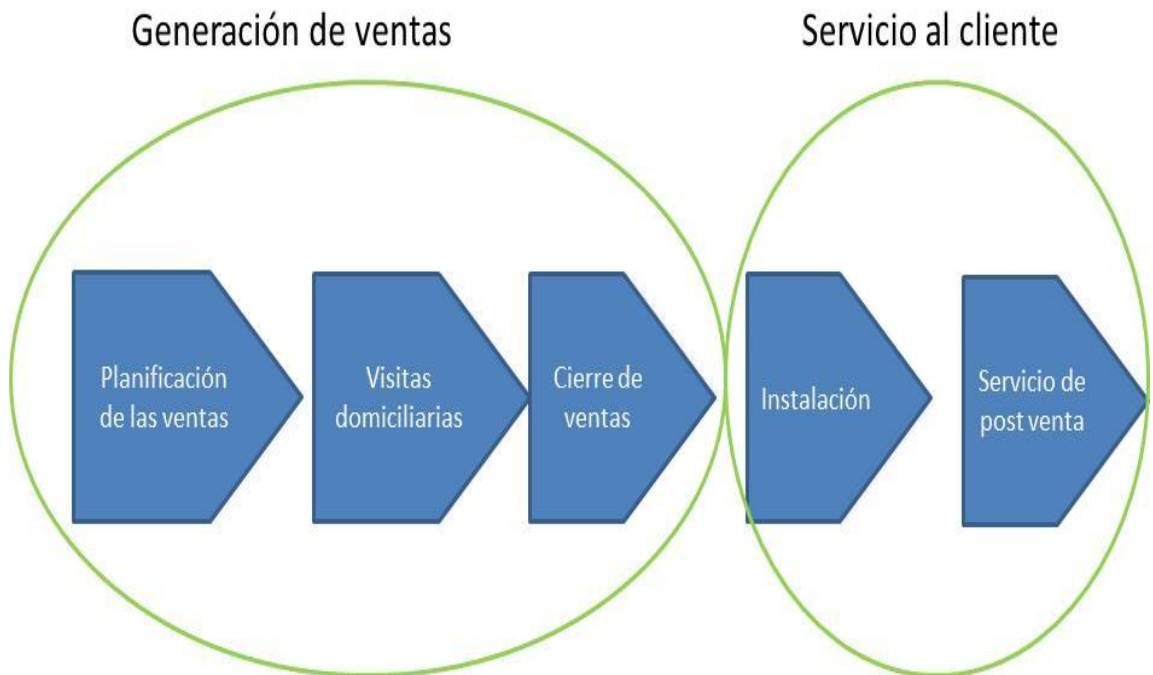 Generación de ventas
Servicio al cliente
Planificación
de las ventas
Visitas
domiciliarias
Cierre de
ventas
Instalación
Servicio de
post venta